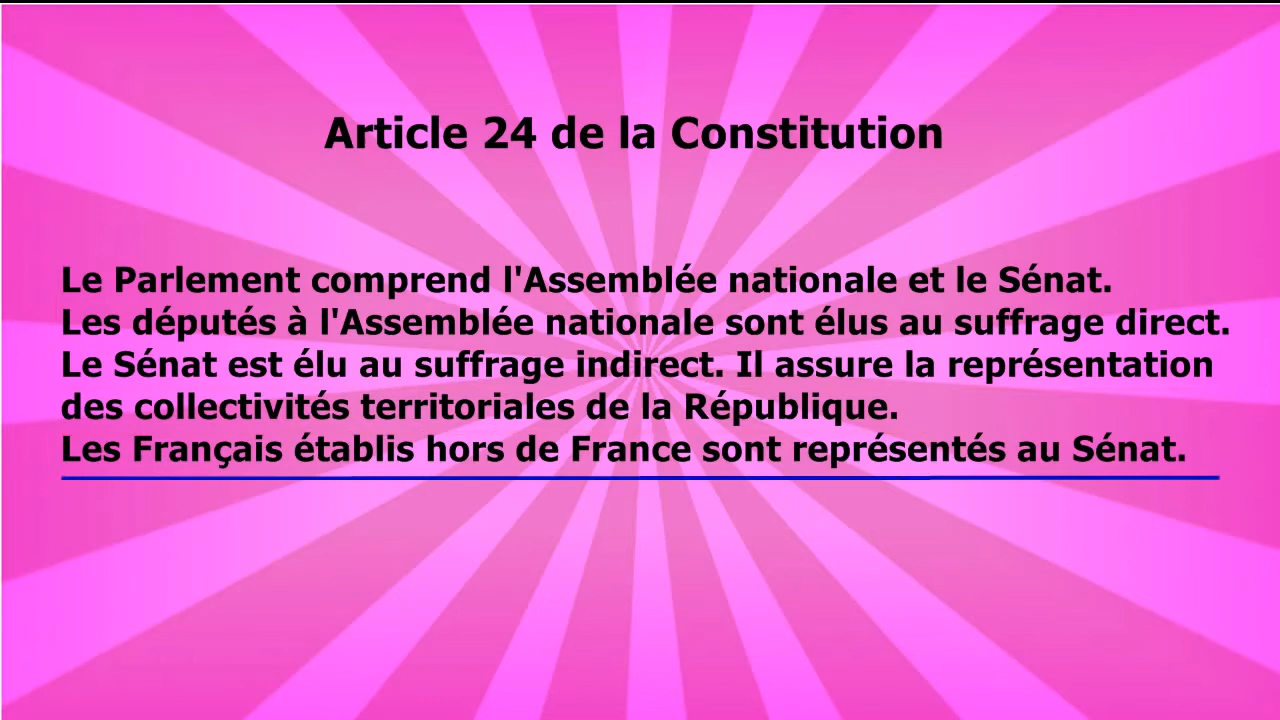 Article 24 de la Constitution
Le Parlement comprend l'Assemblée nationale et le Sénat.
Les députés à l'Assemblée nationale sont élus au suffrage direct.
Le Sénat est élu au suffrage indirect. Il assure la représentation
des collectivités territoriales de la République.
Les Français établis hors de France sont représentés au Sénat.